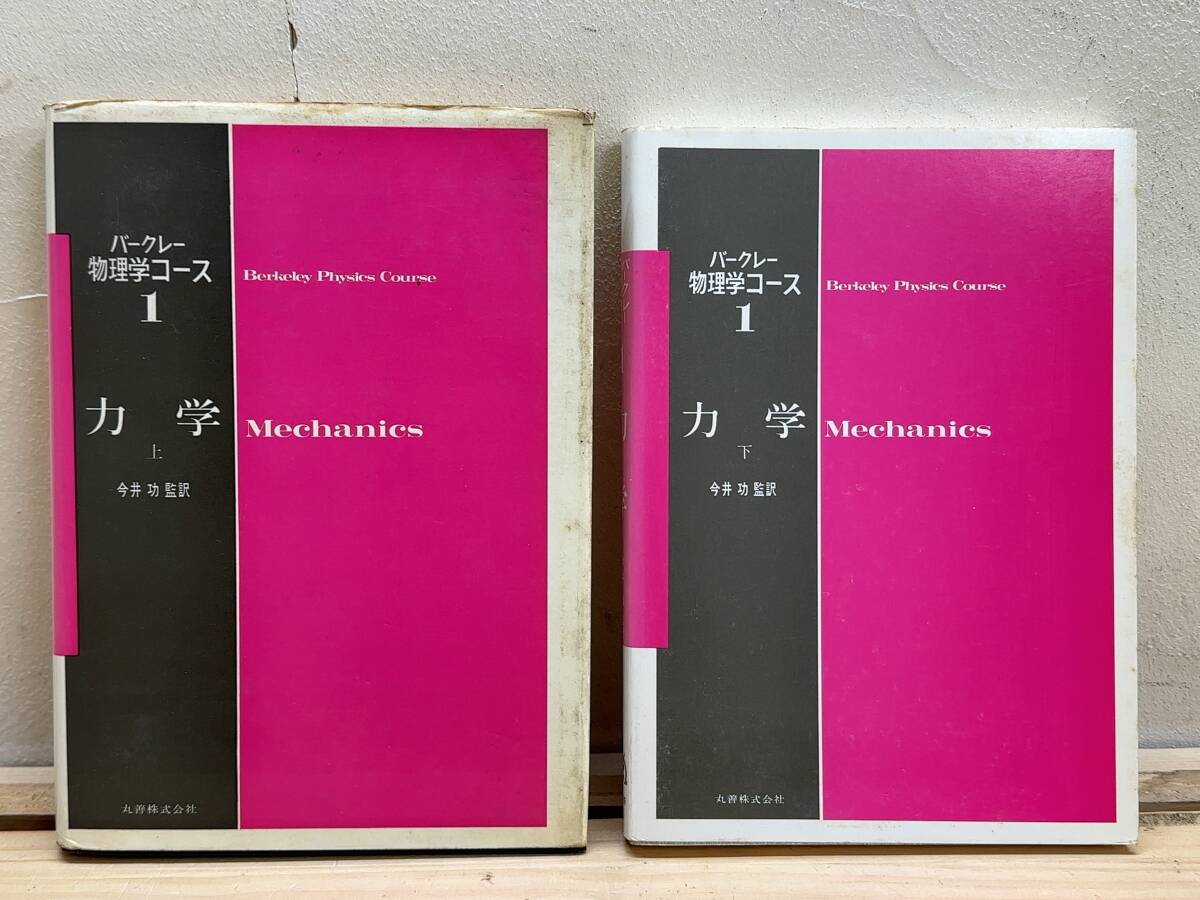 バークレー
物理学コース
1
Berkeley Physics Course
力学
Mechanics
上
今井 功 監訳
丸善株式会社
バークレー
物理学コース
1
Berkeley Physics Course
力学
Mechanics
下
今井 功 監訳
丸善株式会社